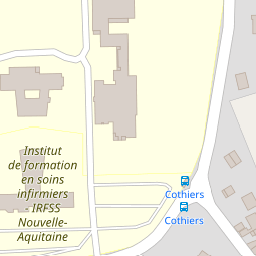 Institut
de formation
en soins
infirmiers
- IRFSS
Nouvelle-
Aquitaine
Cothiers
Cothiers